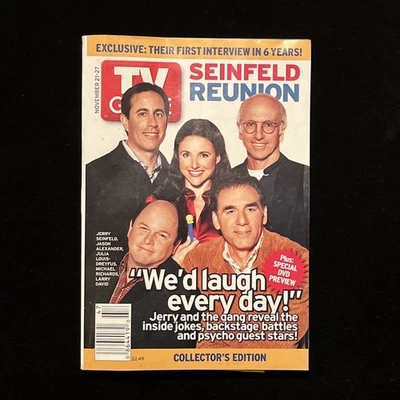 EXCLUSIVE: THEIR FIRST INTERVIEW IN 6 YEARS!
NOVEMBER 21-27
TV
GUIDE
SEINFELD
REUNION
JERRY
SEINFELD,
JASON
ALEXANDER,
JULIA
LOUIS-
DREYFUS,
MICHAEL
RICHARDS,
LARRY
DAVID
Plus:
SPECIAL
DVD
PREVIEW
"We'd laugh
every day!"
Jerry and the gang reveal the
inside jokes, backstage battles
and psycho guest stars!
$2.49
COLLECTOR'S EDITION